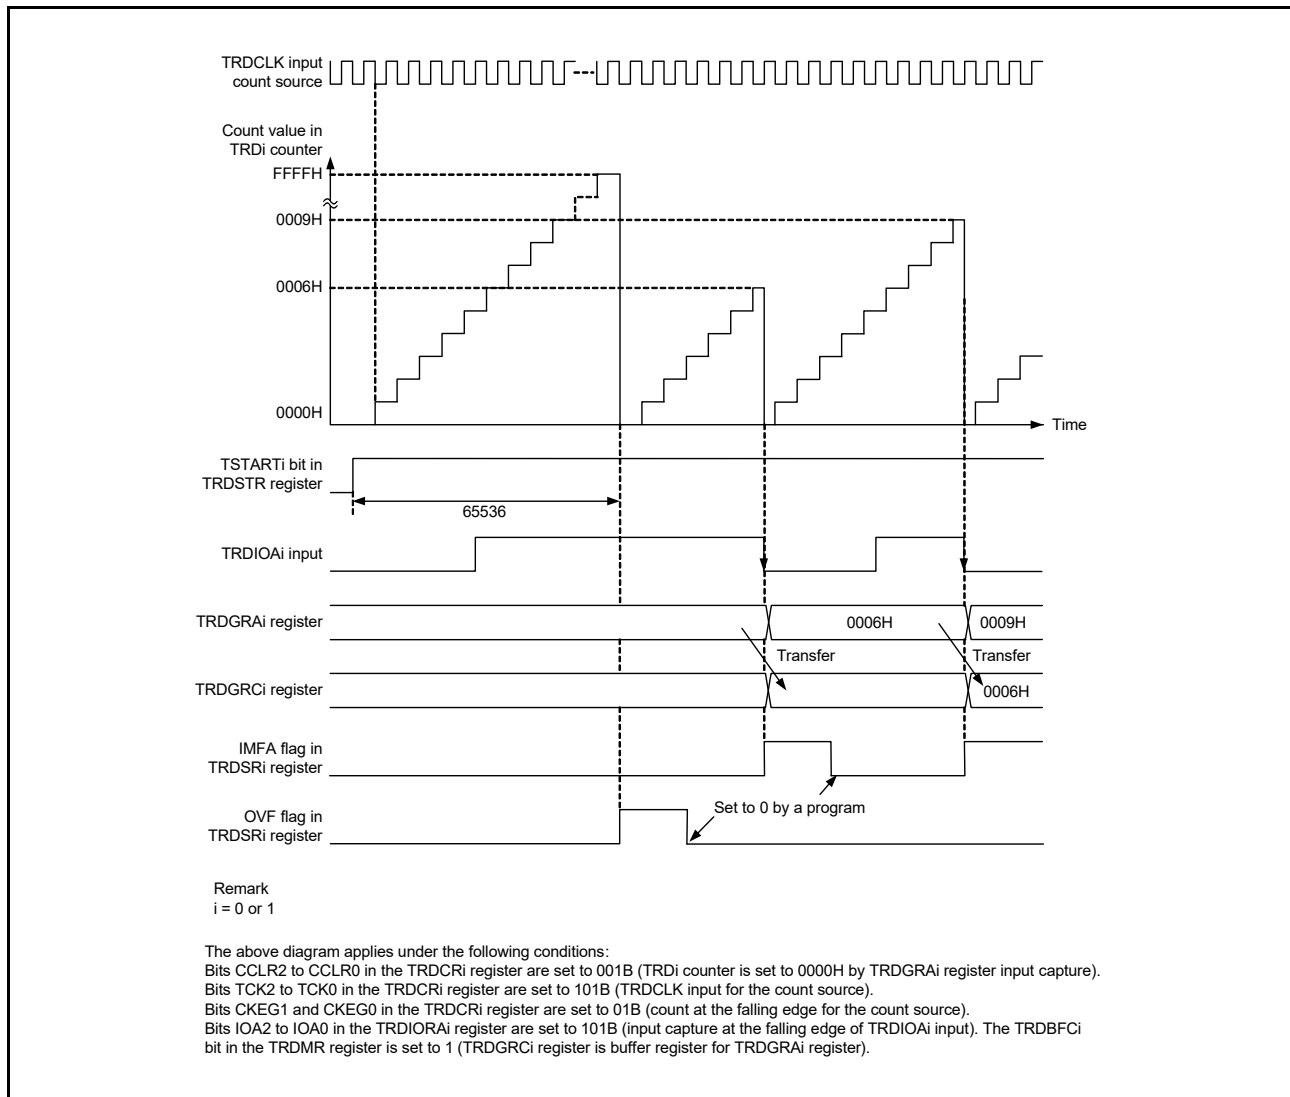 TRDCLK input
count source
Count value in
TRDi counter
FFFFH
0009H
0006H
0000H
Time
TSTARTi bit in
TRDSTR register
65536
TRDIOAi input
TRDGRAi register
0006H
0009H
Transfer
Transfer
TRDGRCi register
0006H
IMFA flag in
TRDSRi register
Set to 0 by a program
OVF flag in
TRDSRi register
Remark
i = 0 or 1
The above diagram applies under the following conditions:
Bits CCLR2 to CCLR0 in the TRDCRi register are set to 001B (TRDi counter is set to 0000H by TRDGRAi register input capture).
Bits TCK2 to TCK0 in the TRDCRi register are set to 101B (TRDCLK input for the count source).
Bits CKEG1 and CKEG0 in the TRDCRi register are set to 01B (count at the falling edge for the count source).
Bits IOA2 to IOA0 in the TRDIORAi register are set to 101B (input capture at the falling edge of TRDIOAi input). The TRDBFCi
bit in the TRDMR register is set to 1 (TRDGRCi register is buffer register for TRDGRAi register).